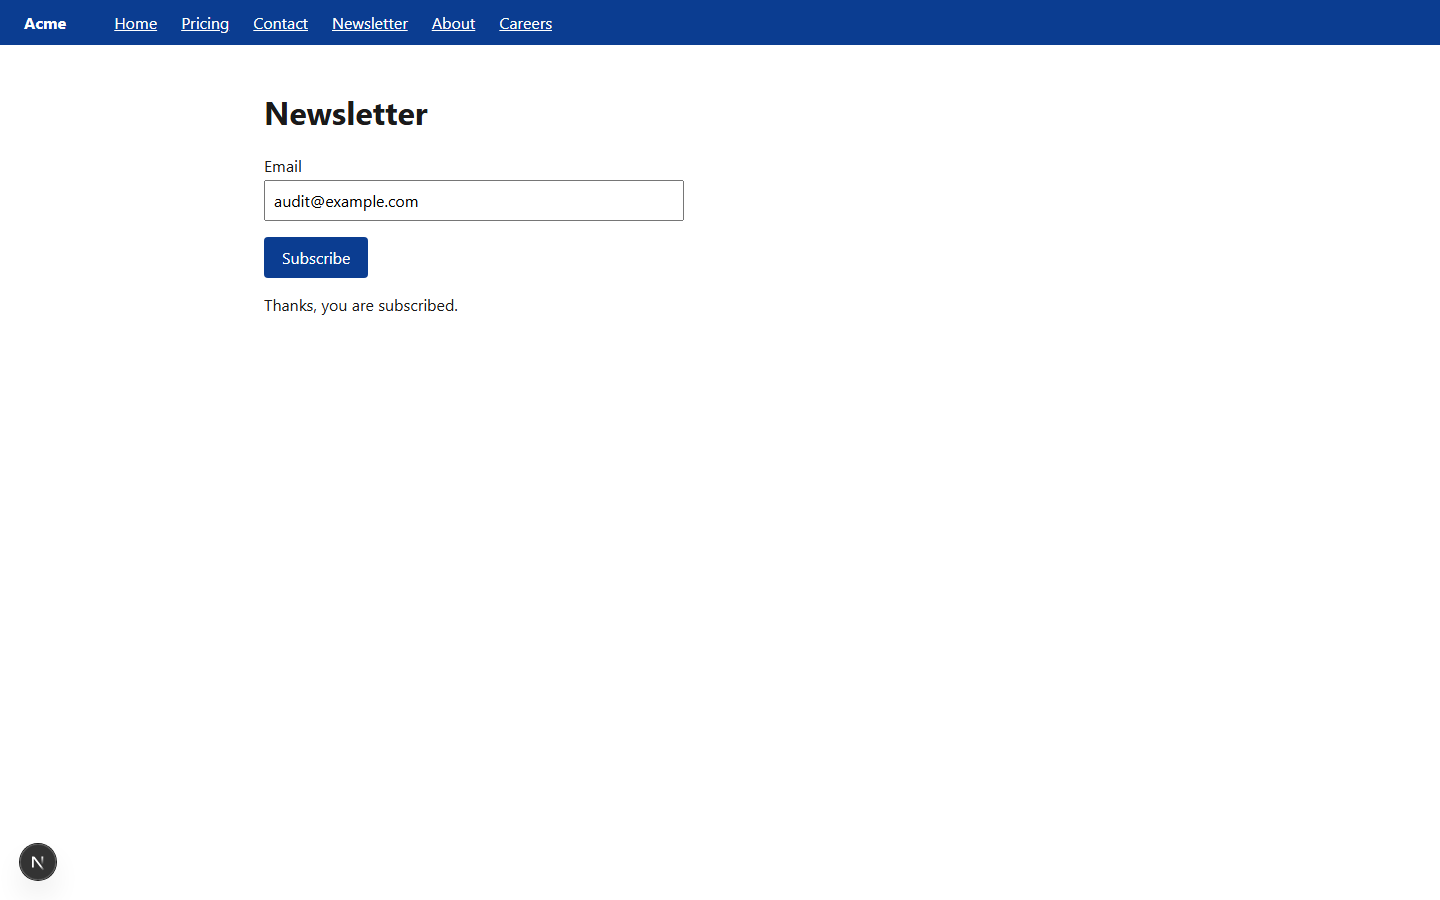 Acme Home Pricing Contact Newsletter About Careers
Newsletter
Email
audit@example.com
Subscribe
Thanks, you are subscribed.
N